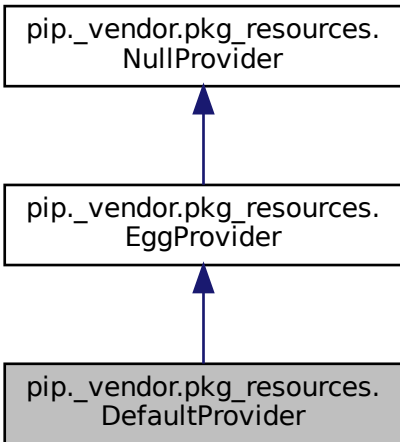 pip._vendor.pkg_resources.
NullProvider
pip._vendor.pkg_resources.
EggProvider
pip._vendor.pkg_resources.
DefaultProvider